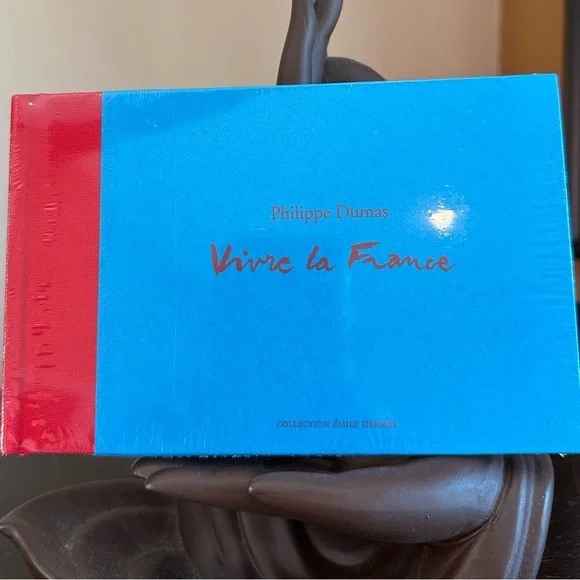 Philippe Dumas
Vivre la France
COLLECTION ÉMILE HERMÈS